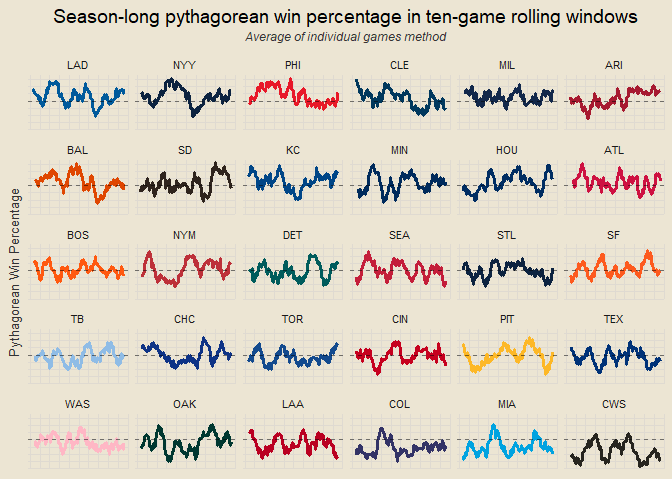 Season-long pythagorean win percentage in ten-game rolling windows
Average of individual games method
LAD NYY PHI CLE MIL ARI
BAL SD KC MIN HOU ATL
BOS NYM DET SEA STL SF
TB CHC TOR CIN PIT TEX
WAS OAK LAA COL MIA CWS
Pythagorean Win Percentage